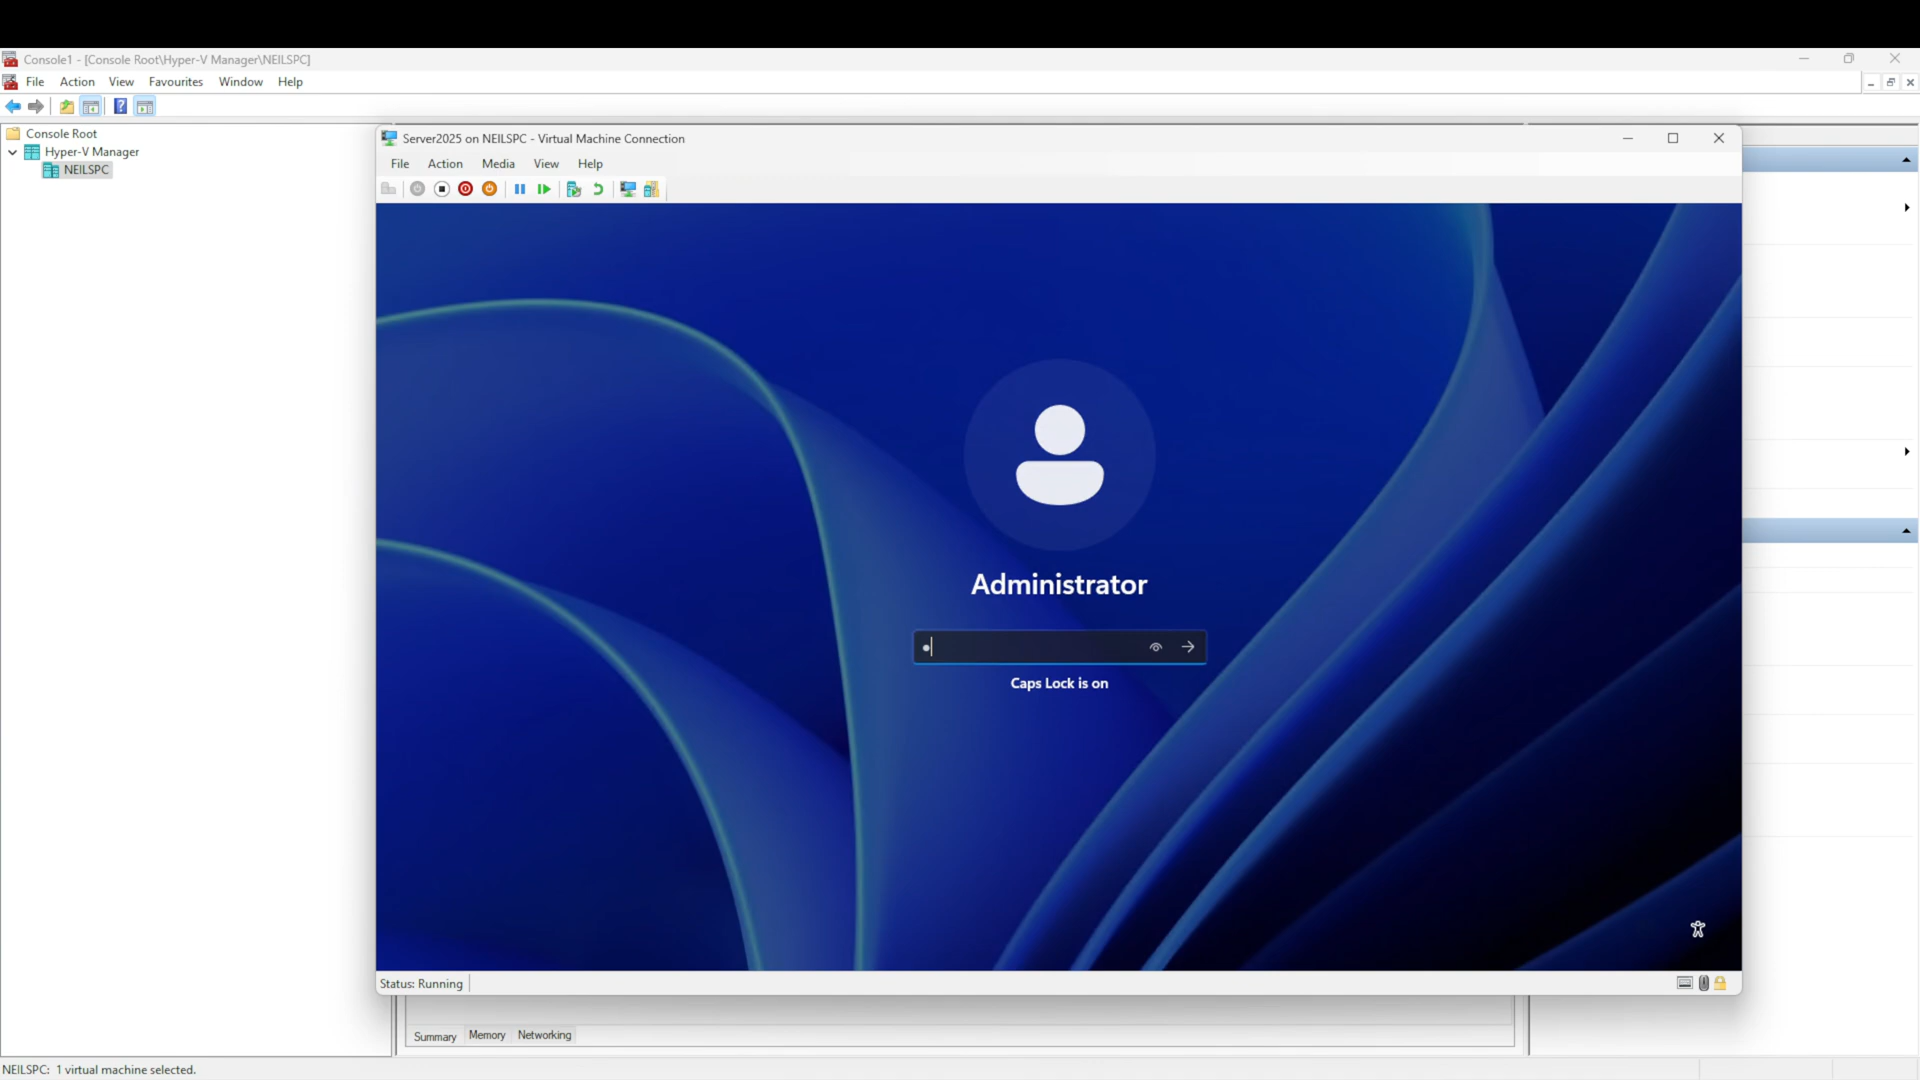 Console1 - [Console Root\Hyper-V Manager\NEILSPC]
File Action View Favourites Window Help
Console Root
Hyper-V Manager
NEILSPC
Server2025 on NEILSPC - Virtual Machine Connection
File Action Media View Help
Administrator
Caps Lock is on
Status: Running
Summary Memory Networking
NEILSPC: 1 virtual machine selected.